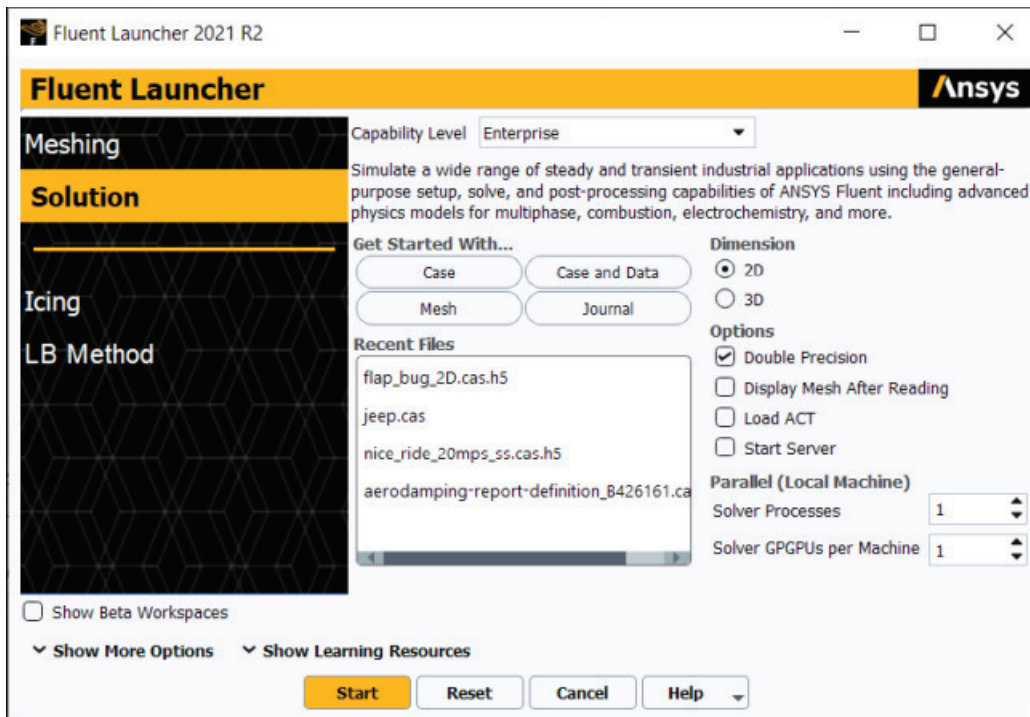 Fluent Launcher 2021 R2
Fluent Launcher
Ansys
Meshing
Solution
Icing
LB Method
Capability Level Enterprise
Simulate a wide range of steady and transient industrial applications using the general-
purpose setup, solve, and post-processing capabilities of ANSYS Fluent including advanced
physics models for multiphase, combustion, electrochemistry, and more.
Get Started With...
Case Case and Data
Mesh Journal
Recent Files
flap_bug_2D.cas.h5
jeep.cas
nice_ride_20mps_ss.cas.h5
aerodamping-report-definition_B426161.ca
Dimension
2D
3D
Options
Double Precision
Display Mesh After Reading
Load ACT
Start Server
Parallel (Local Machine)
Solver Processes 1
Solver GPGPUs per Machine 1
Show Beta Workspaces
Show More Options Show Learning Resources
Start Reset Cancel Help